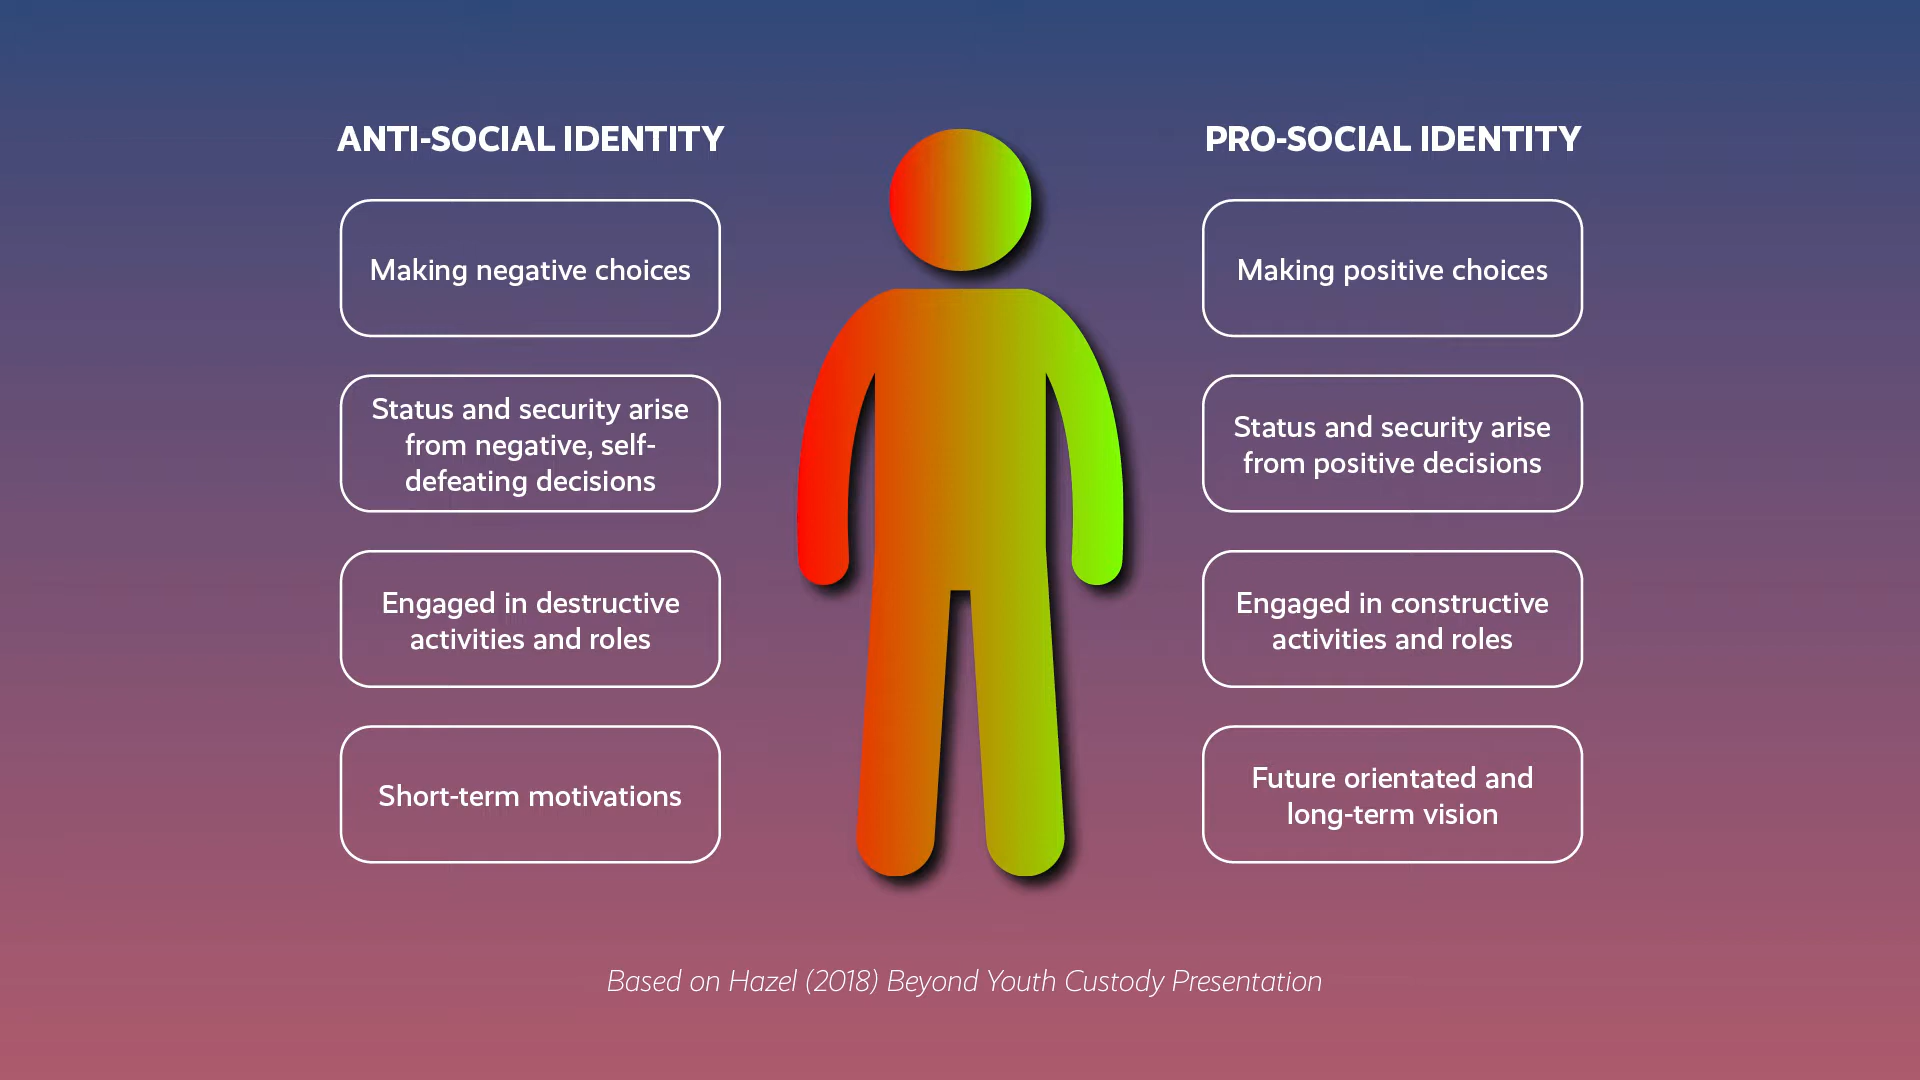 ANTI-SOCIAL IDENTITY
Making negative choices
Status and security arise
from negative, self-
defeating decisions
Engaged in destructive
activities and roles
Short-term motivations
PRO-SOCIAL IDENTITY
Making positive choices
Status and security arise
from positive decisions
Engaged in constructive
activities and roles
Future orientated and
long-term vision
Based on Hazel (2018) Beyond Youth Custody Presentation